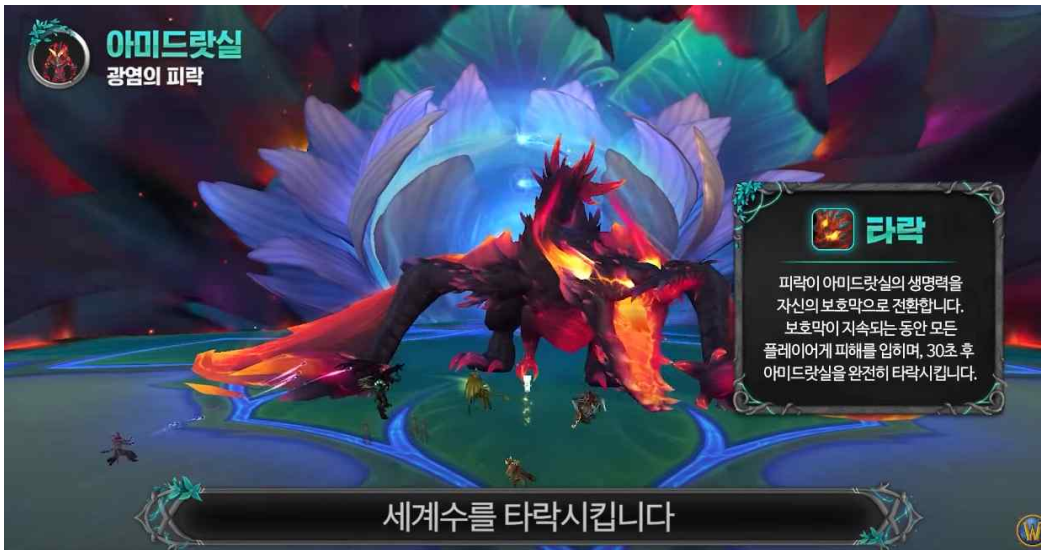 아미드랏실
광염의 피락
타락
피락이 아미드랏실의 생명력을
자신의 보호막으로 전환합니다.
보호막이 지속되는 동안 모든
플레이어게 피해를 입히며, 30초 후
아미드랏실을 완전히 타락시킵니다.
세계수를 타락시킵니다
W